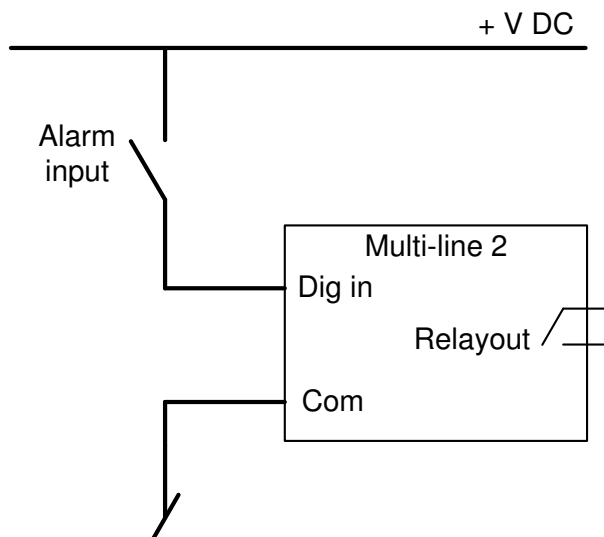 + V DC
Alarm
input
Multi-line 2
Dig in
Relayout
Com